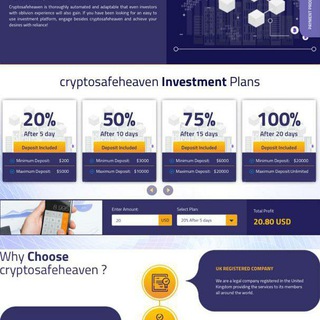 Cryptosafeheaven is thoroughly automated and adaptable that even investors
with oblivion experience will also gain. If you have been looking for an easy to
use investment platform, engage besides cryptosafeheaven and achieve your
desires with reliance!
PAYMENT PROO
cryptosafeheaven Investment Plans
20% 50% 75% 100%
After 5 day After 10 days After 15 days After 20 days
Deposit Included Deposit Included Deposit Included Deposit Included
Minimum Deposit: $200 Minimum Deposit: $3000 Minimum Deposit: $6000 Minimum Deposit: $20000
Maximum Deposit: $5000 Maximum Deposit: $10000 Maximum Deposit: $20000 Maximum Deposit: Unlimited
Enter Amount: Select Plan: Total Profit
20 USD 20% After 5 days 20.80 USD
Why Choose
cryptosafeheaven ?
UK REGISTERED COMPANY
We are a legal company registered in the United
Kingdom providing the services to its members
all around the world.